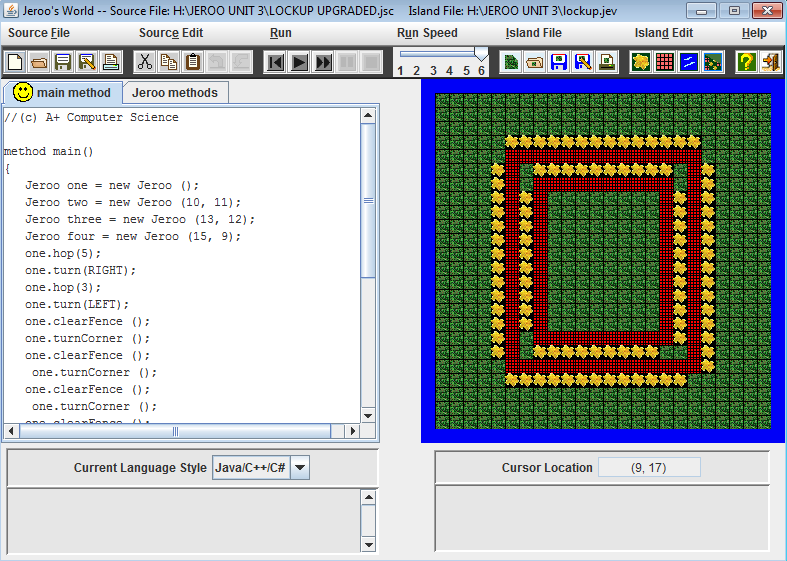 Jeroo's World -- Source File: H:\JEROO UNIT 3\LOCKUP UPGRADED.jsc     Island File: H:\JEROO UNIT 3\lockup.jev
Source File Source Edit Run Run Speed Island File Island Edit Help
1 2 3 4 5 6
main method Jeroo methods
//(c) A+ Computer Science
method main()
{
Jeroo one = new Jeroo ();
Jeroo two = new Jeroo (10, 11);
Jeroo three = new Jeroo (13, 12);
Jeroo four = new Jeroo (15, 9);
one.hop(5);
one.turn(RIGHT);
one.hop(3);
one.turn(LEFT);
one.clearFence ();
one.turnCorner ();
one.clearFence ();
one.turnCorner ();
one.clearFence ();
one.turnCorner ();
one.clearFence ();
Current Language Style Java/C++/C#
Cursor Location (9, 17)